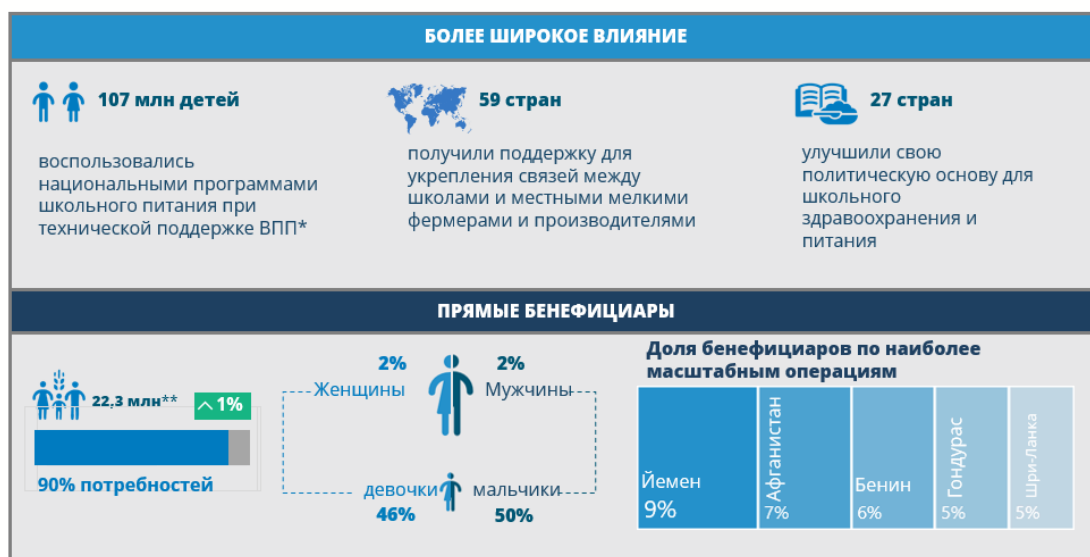 БОЛЕЕ ШИРОКОЕ ВЛИЯНИЕ
107 млн детей
воспользовались
национальными программами
школьного питания при
технической поддержке ВПП*
59 стран
получили поддержку для
укрепления связей между
школами и местными мелкими
фермерами и производителями
27 стран
улучшили свою
политическую основу для
школьного
здравоохранения и
питания
ПРЯМЫЕ БЕНЕФИЦИАРЫ
22,3 млн**
1%
90% потребностей
2%
Женщины
2%
Мужчины
девочки
46%
мальчики
50%
Доля бенефициаров по наиболее
масштабным операциям
Йемен
9%
Афганистан
7%
Бенин
6%
Гондурас
5%
Шри-Ланка
5%